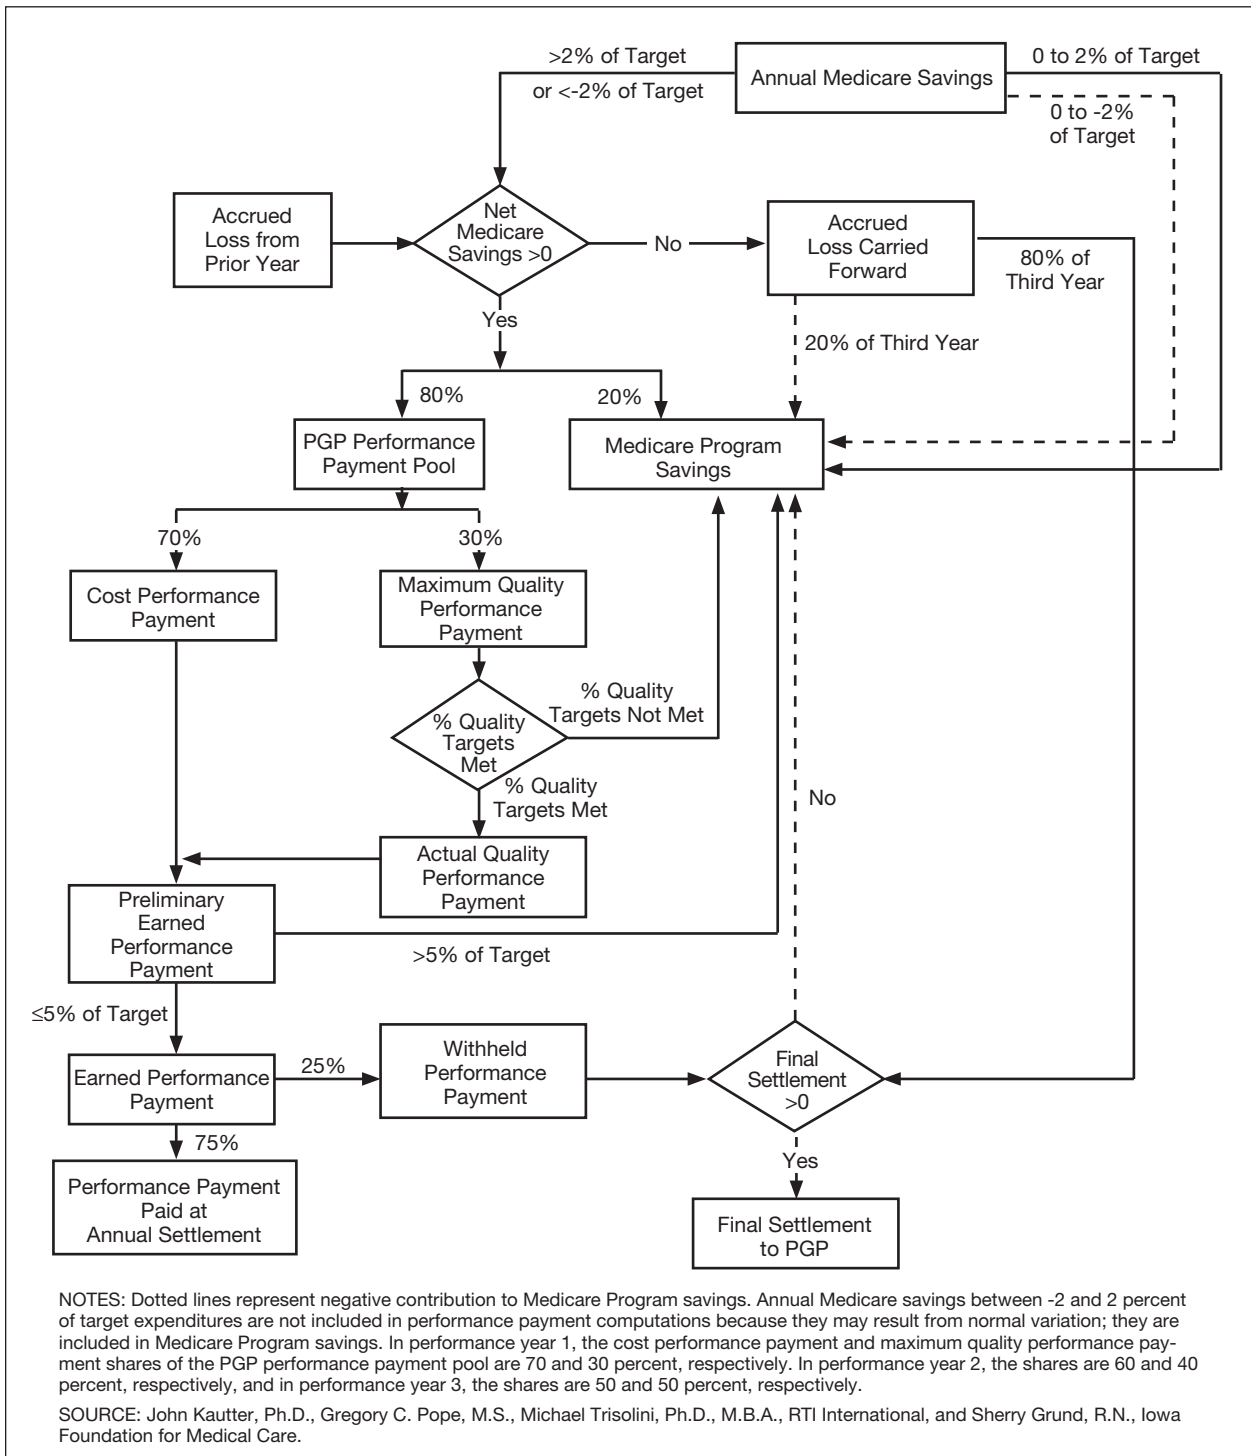 >2% of Target
or <-2% of Target
Annual Medicare Savings
0 to 2% of Target
0 to -2%
of Target
Accrued
Loss from
Prior Year
Net
Medicare
Savings >0
No
Accrued
Loss Carried
Forward
80% of
Third Year
Yes
20% of Third Year
80%
20%
PGP Performance
Payment Pool
Medicare Program
Savings
70%
30%
Cost Performance
Payment
Maximum Quality
Performance
Payment
% Quality
Targets Not Met
% Quality
Targets
Met
% Quality
Targets Met
No
Actual Quality
Performance
Payment
Preliminary
Earned
Performance
Payment
>5% of Target
≤5% of Target
Earned Performance
Payment
25%
Withheld
Performance
Payment
Final
Settlement
>0
75%
Yes
Performance Payment
Paid at
Annual Settlement
Final Settlement
to PGP
NOTES: Dotted lines represent negative contribution to Medicare Program savings. Annual Medicare savings between -2 and 2 percent
of target expenditures are not included in performance payment computations because they may result from normal variation; they are
included in Medicare Program savings. In performance year 1, the cost performance payment and maximum quality performance pay-
ment shares of the PGP performance payment pool are 70 and 30 percent, respectively. In performance year 2, the shares are 60 and 40
percent, respectively, and in performance year 3, the shares are 50 and 50 percent, respectively.
SOURCE: John Kautter, Ph.D., Gregory C. Pope, M.S., Michael Trisolini, Ph.D., M.B.A., RTI International, and Sherry Grund, R.N., Iowa
Foundation for Medical Care.